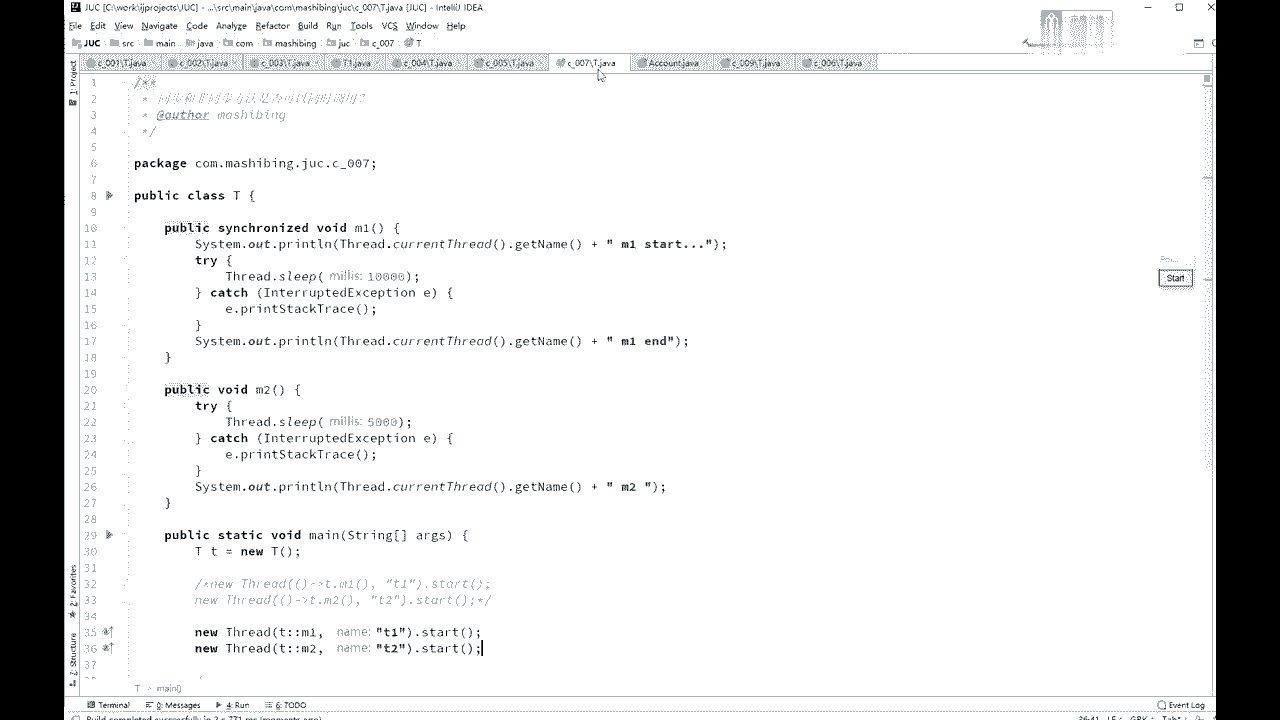 JUC [C:\work\ijprojects\JUC] - ...\src\main\java\com\mashibing\juc\c_007\T.java [JUC] - IntelliJ IDEA
File Edit View Navigate Code Analyze Refactor Build Run Tools VCS Window Help
JUC src main java com mashibing juc c_007 T
c_001\T.java c_002\T.java c_003\T.java T1.java c_004\T.java c_005\T.java c_007\T.java Account.java c_009\T.java c_006\T.java
1: Project
1 /**
2 *
3 * @author mashibing
4 */
5
6 package com.mashibing.juc.c_007;
7
8 public class T {
9
10 public synchronized void m1() {
11 System.out.println(Thread.currentThread().getName() + " m1 start...");
12 try {
13 Thread.sleep( millis: 10000);
14 } catch (InterruptedException e) {
15 e.printStackTrace();
16 }
17 System.out.println(Thread.currentThread().getName() + " m1 end");
18 }
19
20 public void m2() {
21 try {
22 Thread.sleep( millis: 5000);
23 } catch (InterruptedException e) {
24 e.printStackTrace();
25 }
26 System.out.println(Thread.currentThread().getName() + " m2 ");
27 }
28
29 public static void main(String[] args) {
30 T t = new T();
31
32 /*new Thread(()->t.m1(), "t1").start();
33 new Thread(()->t.m2(), "t2").start();*/
34
35 new Thread(t::m1, name: "t1").start();
36 new Thread(t::m2, name: "t2").start();
37
Start
2: Favorites
7: Structure
T main()
Terminal 0: Messages 4: Run 6: TODO Event Log